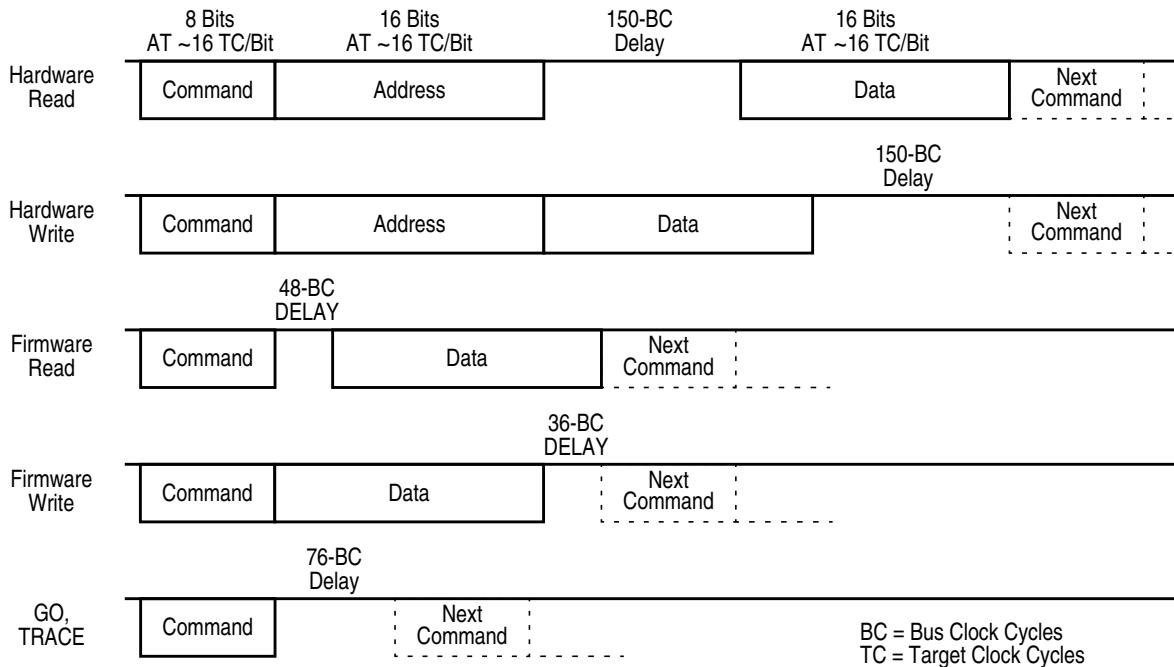 8 Bits
AT ~16 TC/Bit
16 Bits
AT ~16 TC/Bit
150-BC
Delay
16 Bits
AT ~16 TC/Bit
Hardware
Read
Command
Address
Data
Next
Command
150-BC
Delay
Hardware
Write
Command
Address
Data
Next
Command
48-BC
DELAY
Firmware
Read
Command
Data
Next
Command
36-BC
DELAY
Firmware
Write
Command
Data
Next
Command
76-BC
Delay
GO,
TRACE
Command
Next
Command
BC = Bus Clock Cycles
TC = Target Clock Cycles